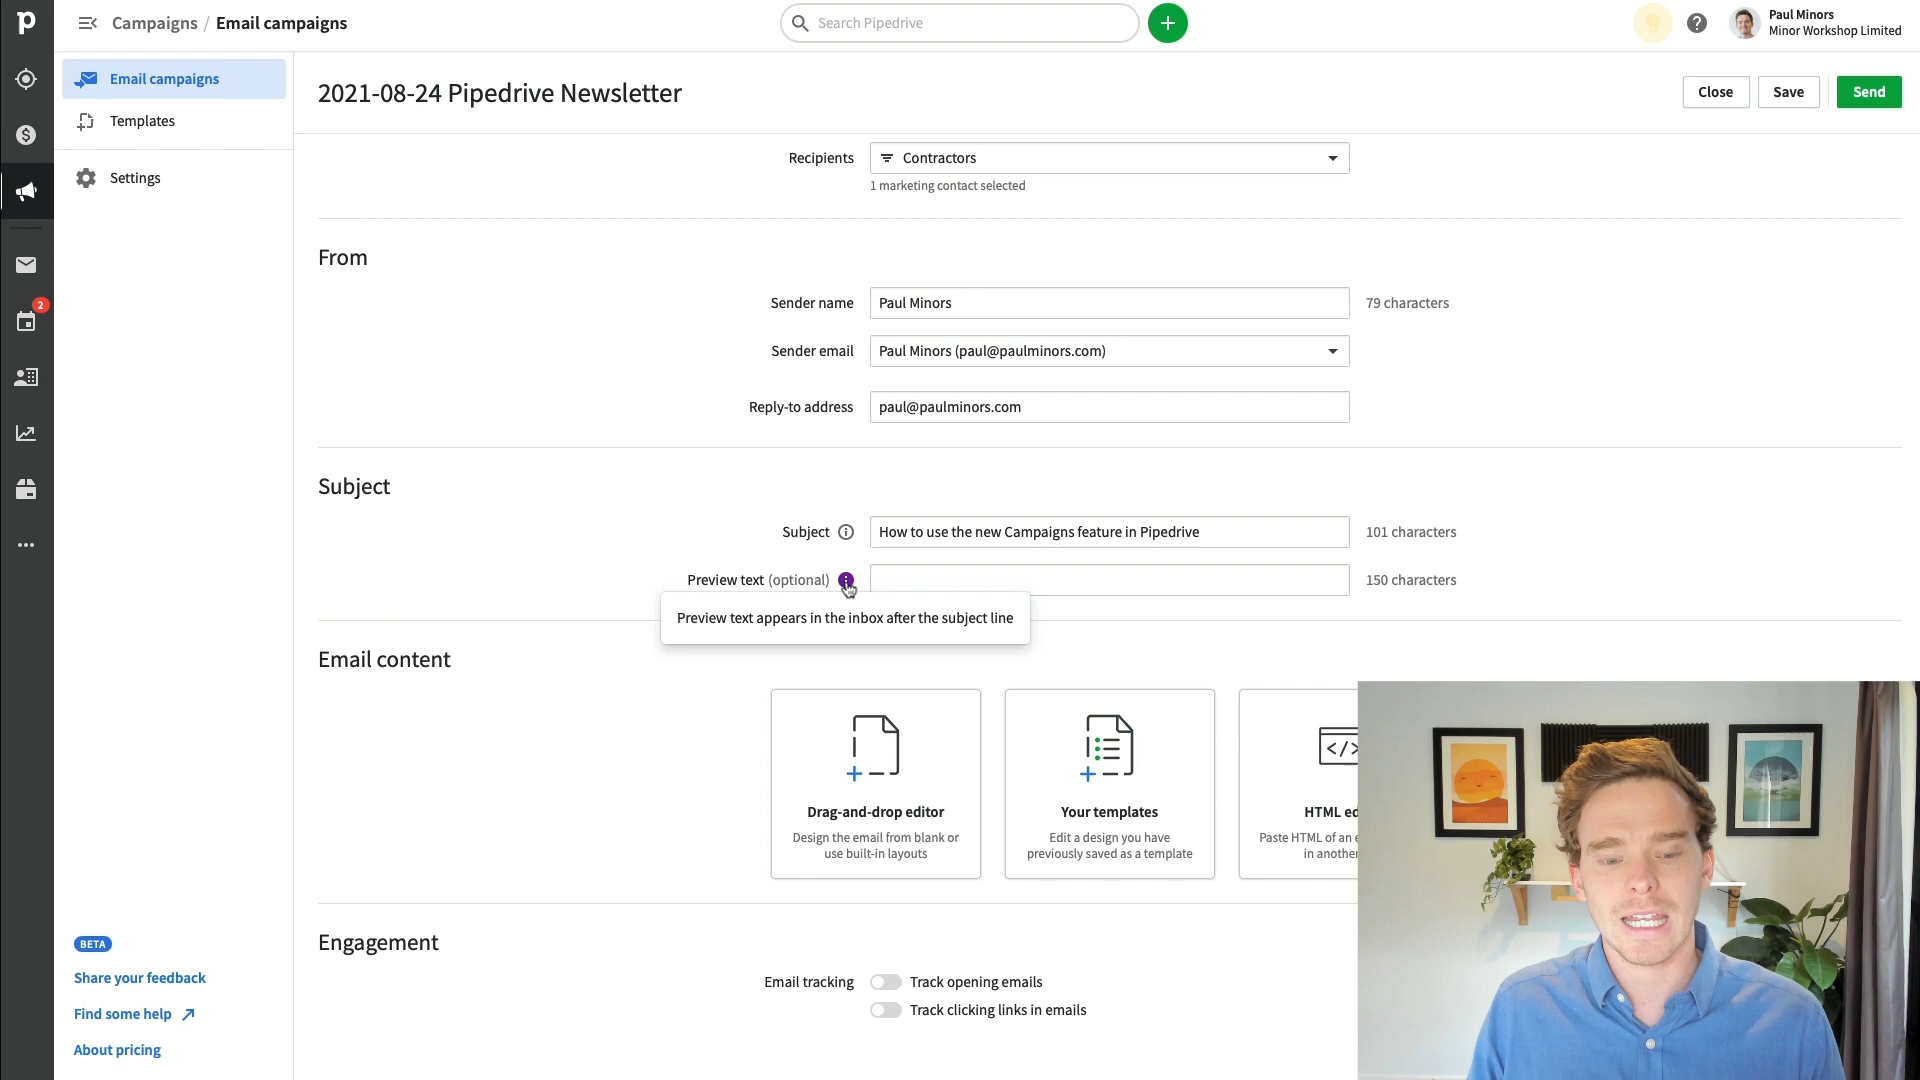 Campaigns / Email campaigns
Search Pipedrive
Paul Minors
Minor Workshop Limited
Email campaigns
Templates
Settings
2021-08-24 Pipedrive Newsletter
Close
Save
Send
Recipients
Contractors
1 marketing contact selected
From
Sender name
Paul Minors
79 characters
Sender email
Paul Minors (paul@paulminors.com)
Reply-to address
paul@paulminors.com
2
Subject
Subject
How to use the new Campaigns feature in Pipedrive
101 characters
Preview text (optional)
150 characters
Preview text appears in the inbox after the subject line
Email content
Drag-and-drop editor
Design the email from blank or
use built-in layouts
Your templates
Edit a design you have
previously saved as a template
HTML ed
Paste HTML of an e
in another
Engagement
Email tracking
Track opening emails
Track clicking links in emails
BETA
Share your feedback
Find some help
About pricing